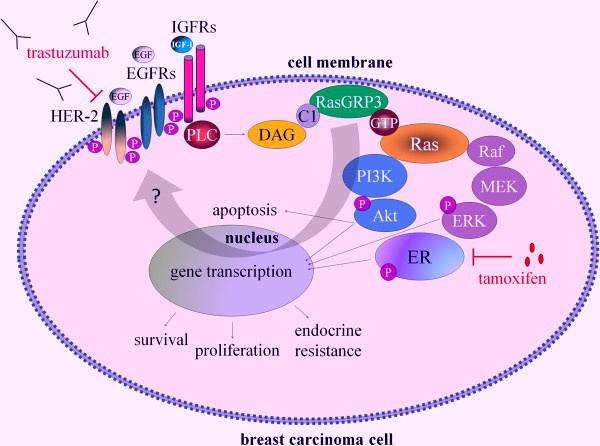 IGFRs
trastuzumab
IGF-1
EGF
EGFRs
cell membrane
EGF
HER-2
RasGRP3
P
C1
P
GTP
P
PLC
DAG
P
P
P
Ras
Raf
PI3K
MEK
?
P
P
apoptosis
Akt
ERK
nucleus
gene transcription
ER
P
tamoxifen
survival
proliferation
endocrine
resistance
breast carcinoma cell